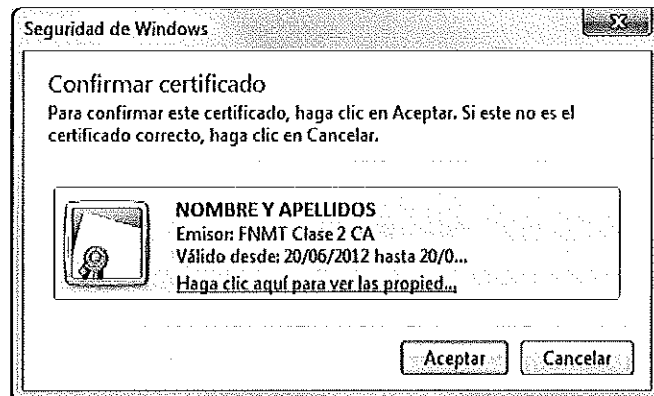 Seguridad de Windows
Confirmar certificado
Para confirmar este certificado, haga clic en Aceptar. Si este no es el
certificado correcto, haga clic en Cancelar.
NOMBRE Y APELLIDOS
Emisor: FNMT Clase 2 CA
Válido desde: 20/06/2012 hasta 20/0...
Haga clic aquí para ver las propied...
Aceptar
Cancelar